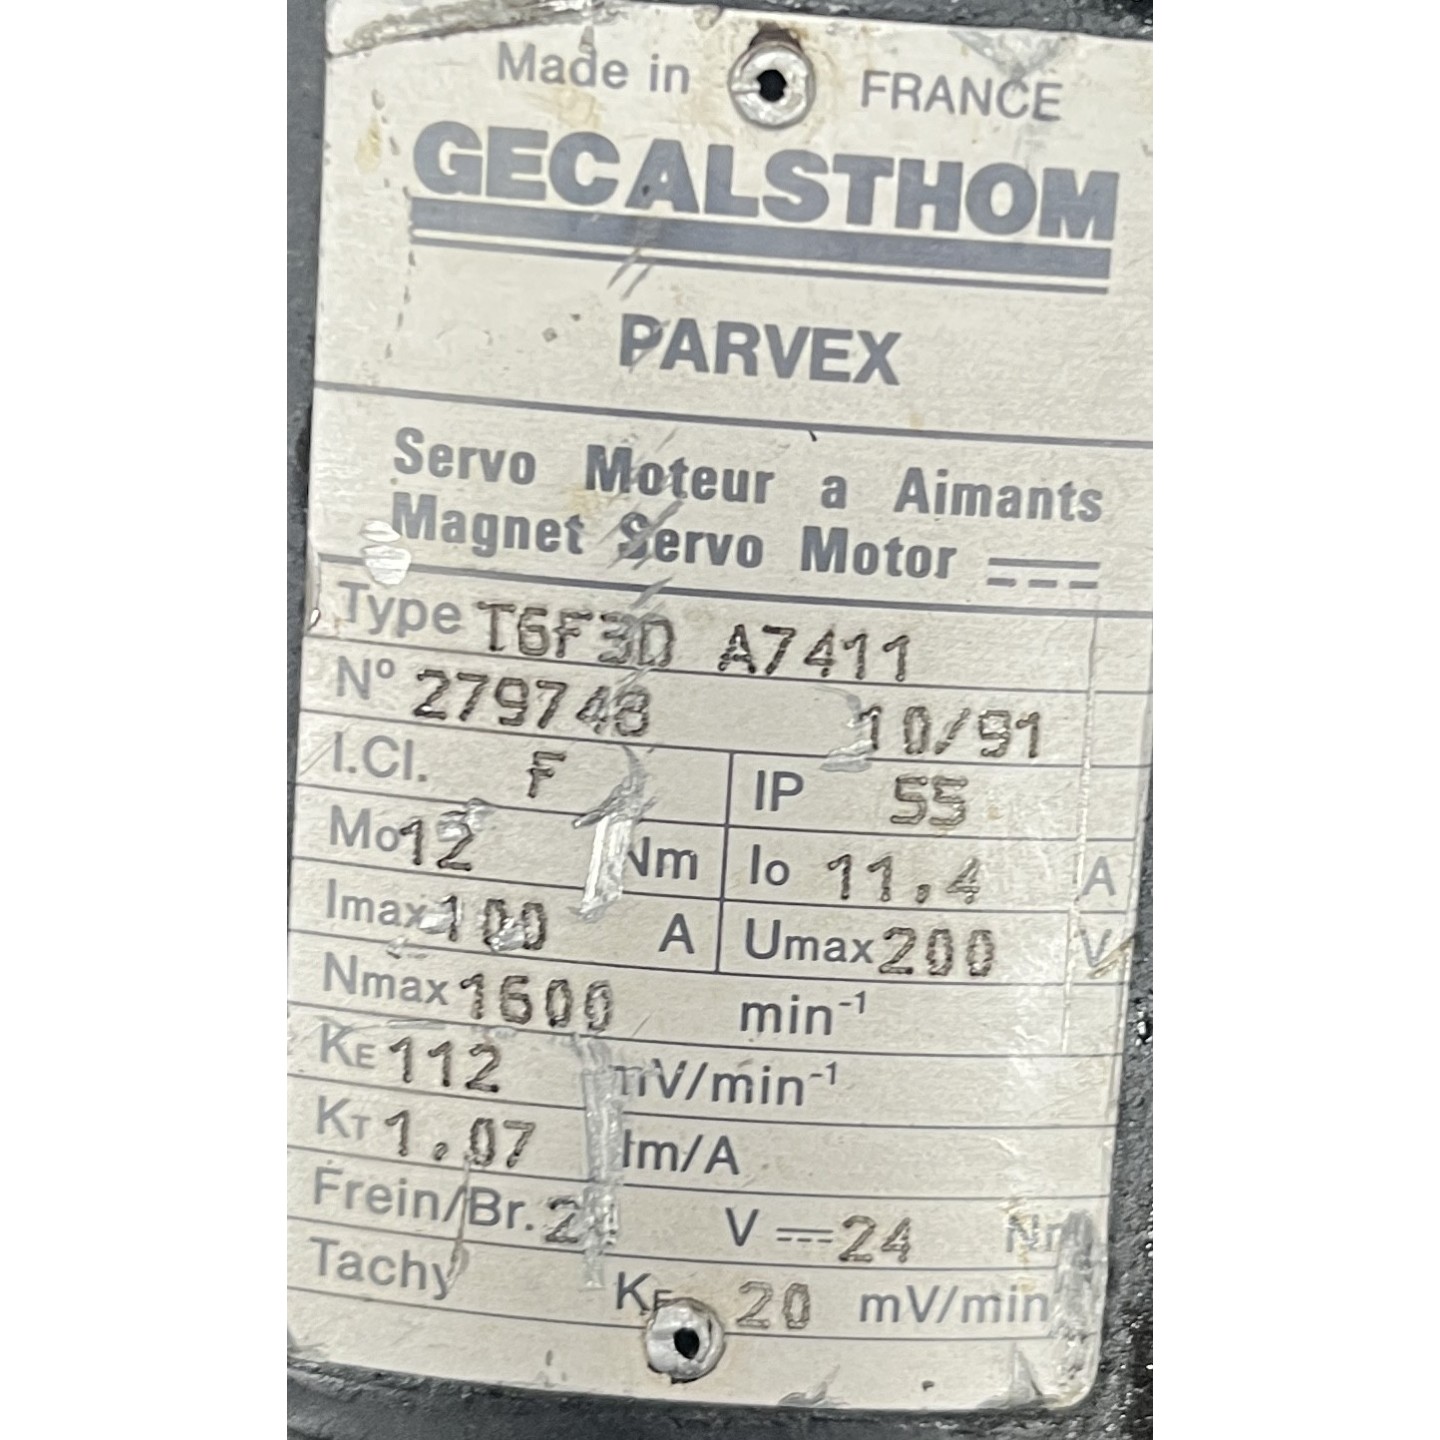 Made in FRANCE
GEC ALSTHOM
PARVEX
Servo Moteur a Aimants
Magnet Servo Motor
Type T6F3D A7411
N° 279748 10/91
I.Cl. F IP 55
Mo 12 Nm Io 11,4 A
Imax 100 A Umax 200 V
Nmax 1600 min-1
KE 112 mV/min-1
KT 1.07 Nm/A
Frein/Br. V 24
Tachy KE 20 mV/min